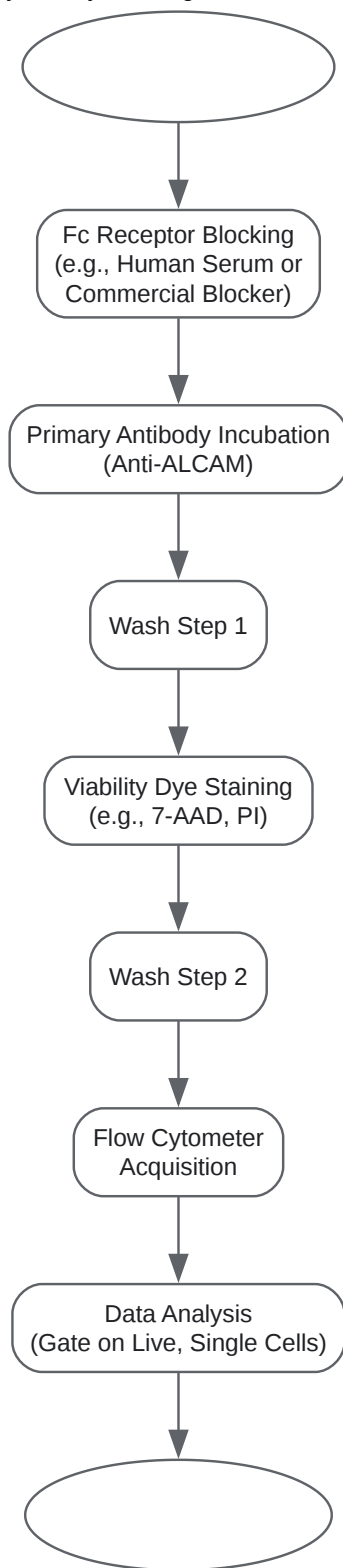 Fc Receptor Blocking
(e.g., Human Serum or
Commercial Blocker)
Primary Antibody Incubation
(Anti-ALCAM)
Wash Step 1
Viability Dye Staining
(e.g., 7-AAD, PI)
Wash Step 2
Flow Cytometer
Acquisition
Data Analysis
(Gate on Live, Single Cells)